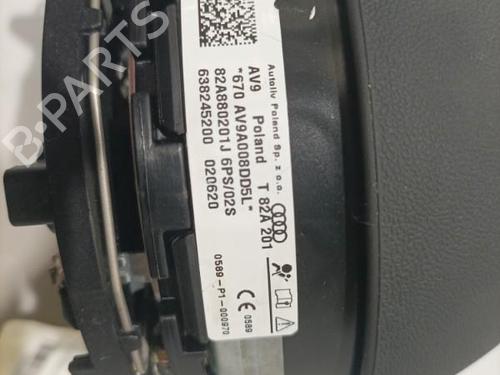 Autoliv Poland Sp. z o.o.
AV9 Poland T 82A 201
*670 AV9A008DD5L*
82A880201J 6PS/02S
638245200 020620
0589-P1-000970
CE 0589
B-PARTS